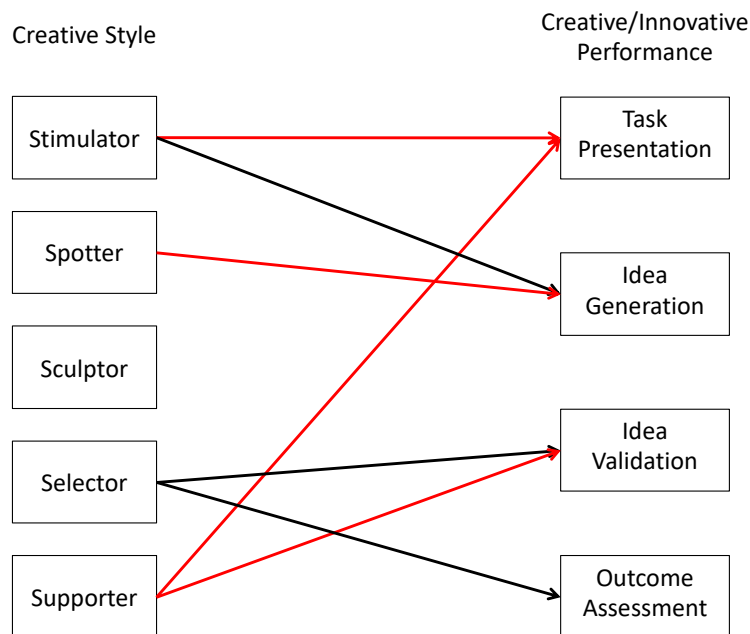 Creative Style
Creative/Innovative
Performance
Stimulator
Spotter
Sculptor
Selector
Supporter
Task
Presentation
Idea
Generation
Idea
Validation
Outcome
Assessment